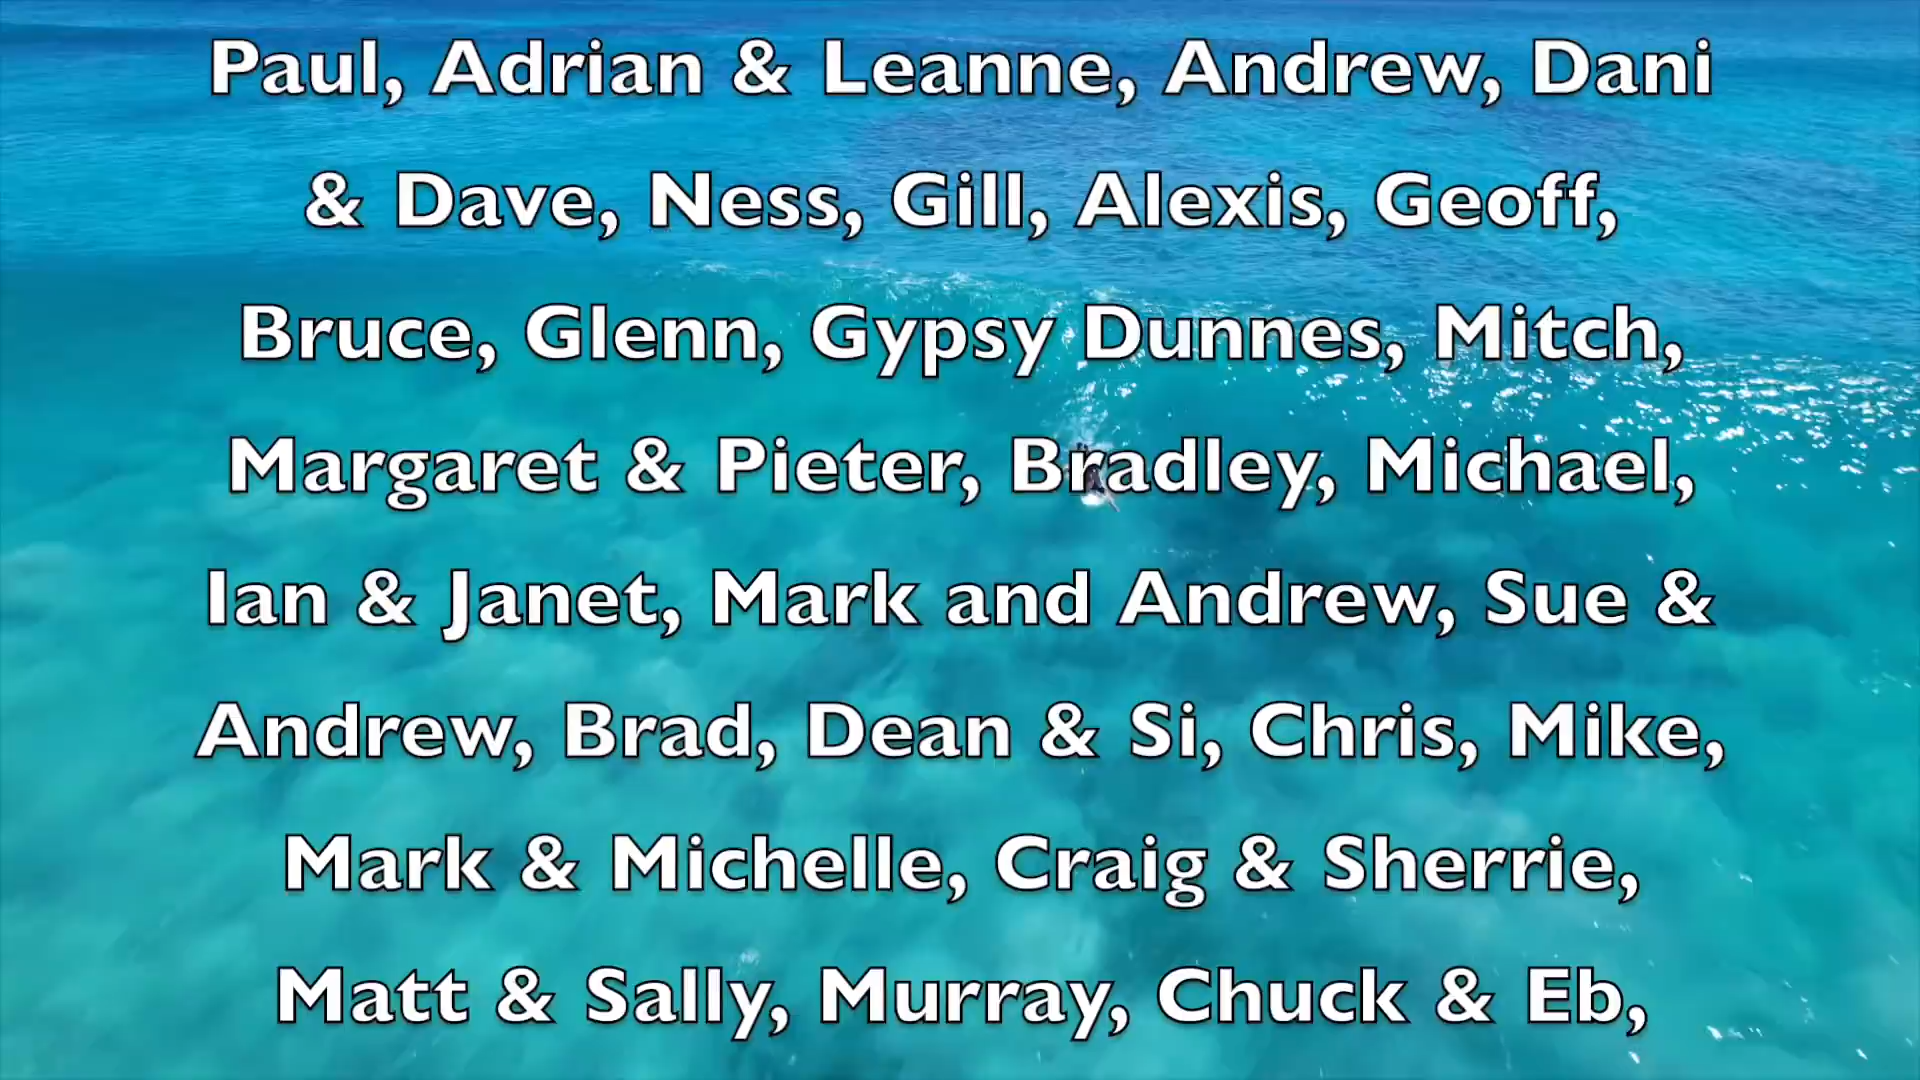 Paul, Adrian & Leanne, Andrew, Dani
& Dave, Ness, Gill, Alexis, Geoff,
Bruce, Glenn, Gypsy Dunnes, Mitch,
Margaret & Pieter, Bradley, Michael,
Ian & Janet, Mark and Andrew, Sue &
Andrew, Brad, Dean & Si, Chris, Mike,
Mark & Michelle, Craig & Sherrie,
Matt & Sally, Murray, Chuck & Eb,